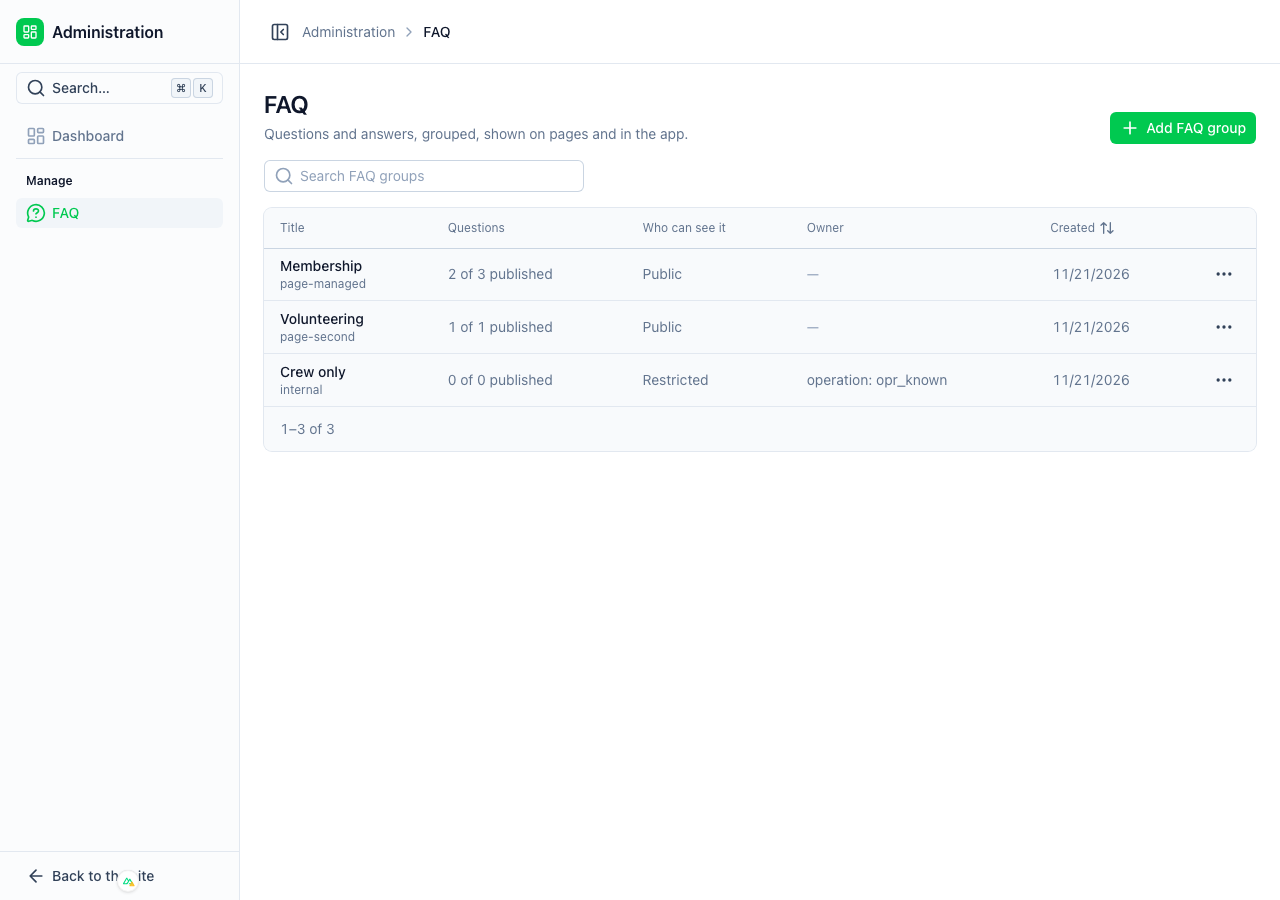 Administration
Search...
⌘ K
Dashboard
Manage
FAQ
Back to th ite
Administration > FAQ
FAQ
Questions and answers, grouped, shown on pages and in the app.
Add FAQ group
Search FAQ groups
Title Questions Who can see it Owner Created
Membership
page-managed
2 of 3 published Public — 11/21/2026
Volunteering
page-second
1 of 1 published Public — 11/21/2026
Crew only
internal
0 of 0 published Restricted operation: opr_known 11/21/2026
1–3 of 3